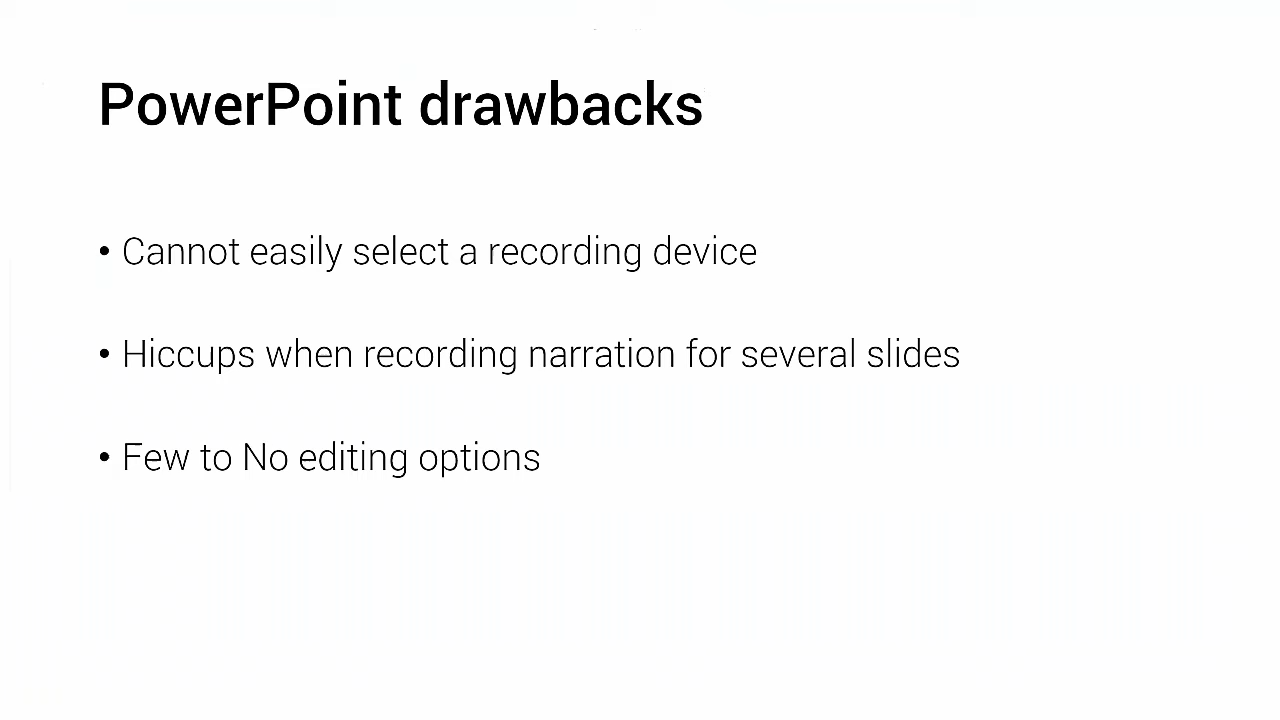 PowerPoint drawbacks
• Cannot easily select a recording device
• Hiccups when recording narration for several slides
• Few to No editing options